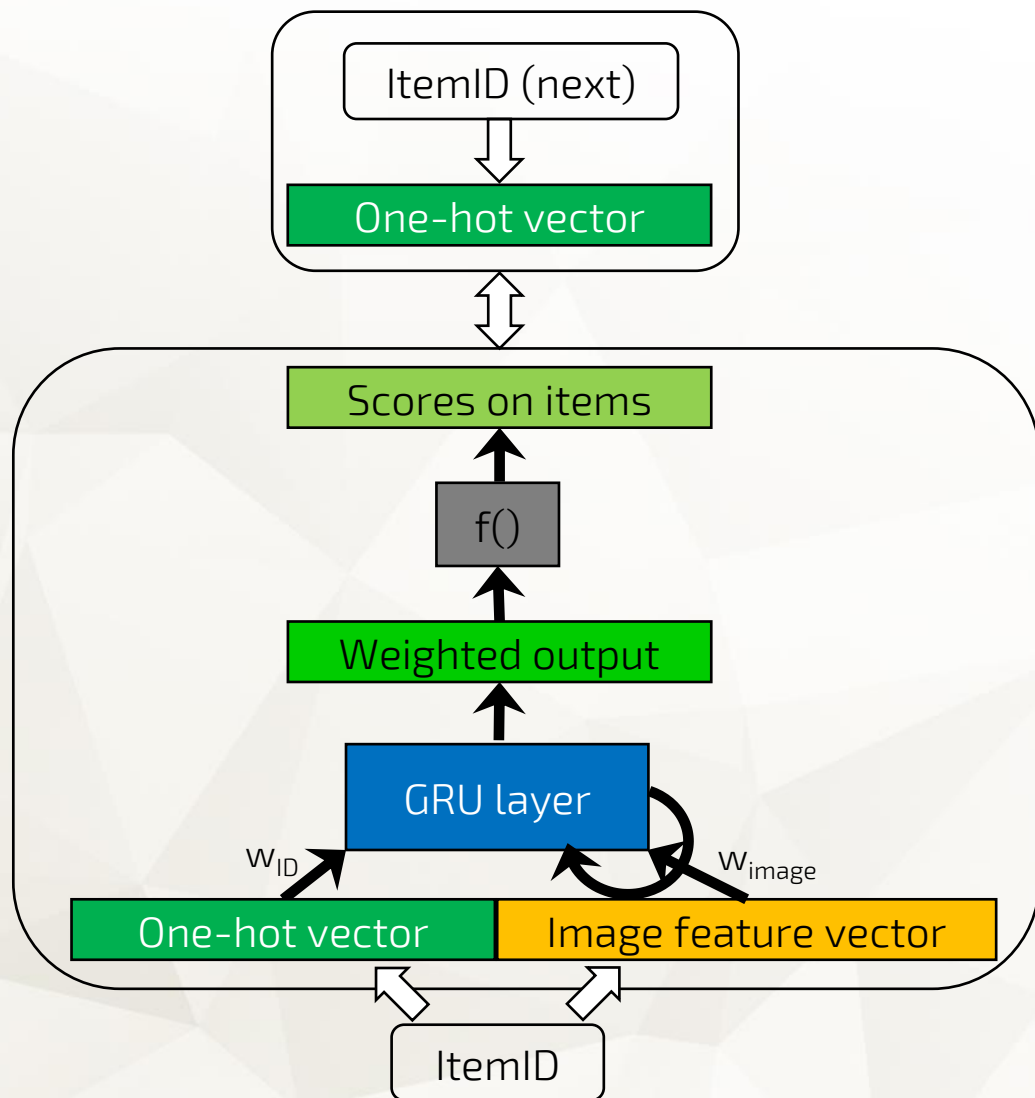 ItemID (next)
One-hot vector
Scores on items
f()
Weighted output
GRU layer
wID
wimage
One-hot vector
Image feature vector
ItemID